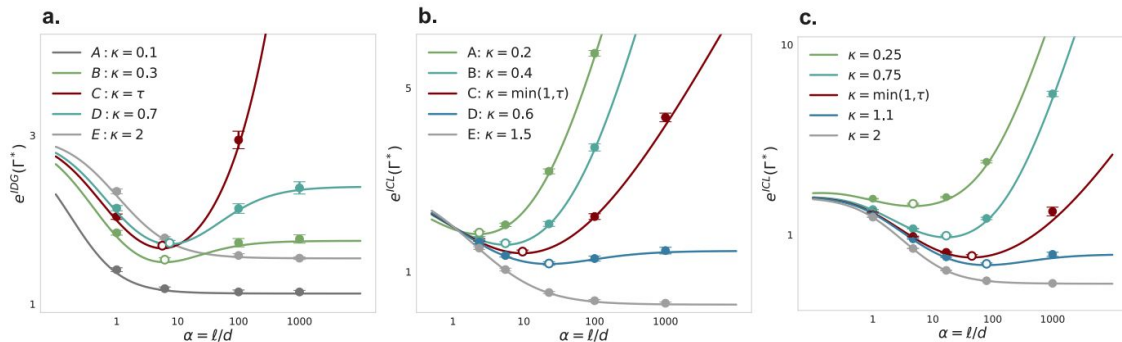 a.
e^{IDG}(Γ*)
3
1
A : κ = 0.1
B : κ = 0.3
C : κ = τ
D : κ = 0.7
E : κ = 2
1 10 100 1000
α = ℓ/d
b.
e^{ICL}(Γ*)
5
1
A: κ = 0.2
B: κ = 0.4
C: κ = min(1,τ)
D: κ = 0.6
E: κ = 1.5
1 10 100 1000
α = ℓ/d
c.
e^{ICL}(Γ*)
10
1
κ = 0.25
κ = 0.75
κ = min(1,τ)
κ = 1,1
κ = 2
1 10 100 1000
α = ℓ/d